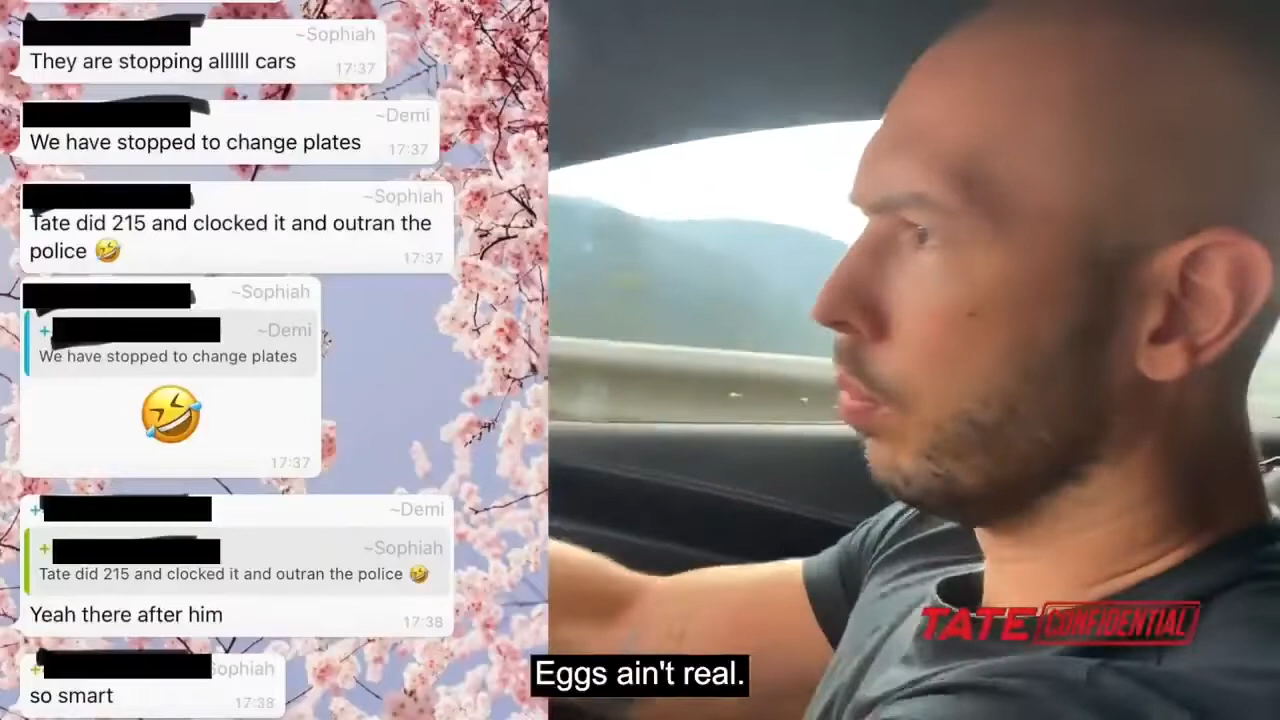 ~Sophiah
They are stopping allllll cars
17:37
~Demi
We have stopped to change plates
17:37
~Sophiah
Tate did 215 and clocked it and outran the
police 🤣
17:37
~Sophiah
+ ~Demi
We have stopped to change plates
🤣
17:37
+ ~Demi
+ ~Sophiah
Tate did 215 and clocked it and outran the police 🤣
Yeah there after him
17:38
+ Sophiah
so smart
17:38
TATE CONFIDENTIAL
Eggs ain't real.